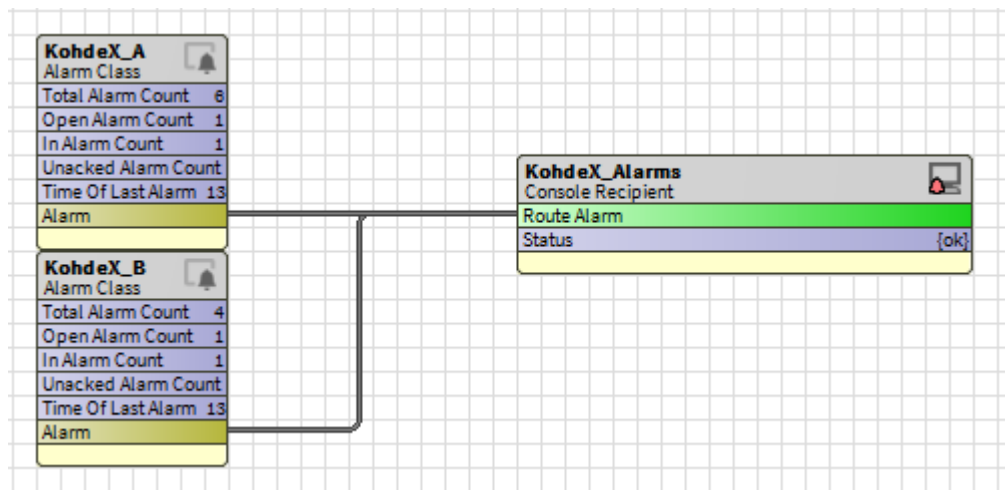 KohdeX_A
Alarm Class
Total Alarm Count 6
Open Alarm Count 1
In Alarm Count 1
Unacked Alarm Count
Time Of Last Alarm 13
Alarm
KohdeX_B
Alarm Class
Total Alarm Count 4
Open Alarm Count 1
In Alarm Count 1
Unacked Alarm Count
Time Of Last Alarm 13
Alarm
KohdeX_Alarms
Console Recipient
Route Alarm
Status {ok}